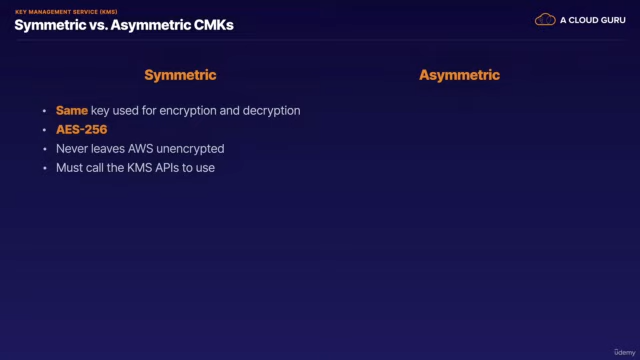 KEY MANAGEMENT SERVICE (KMS)
Symmetric vs. Asymmetric CMKs
A CLOUD GURU
Symmetric
Asymmetric
• Same key used for encryption and decryption
• AES-256
• Never leaves AWS unencrypted
• Must call the KMS APIs to use
ûdemy